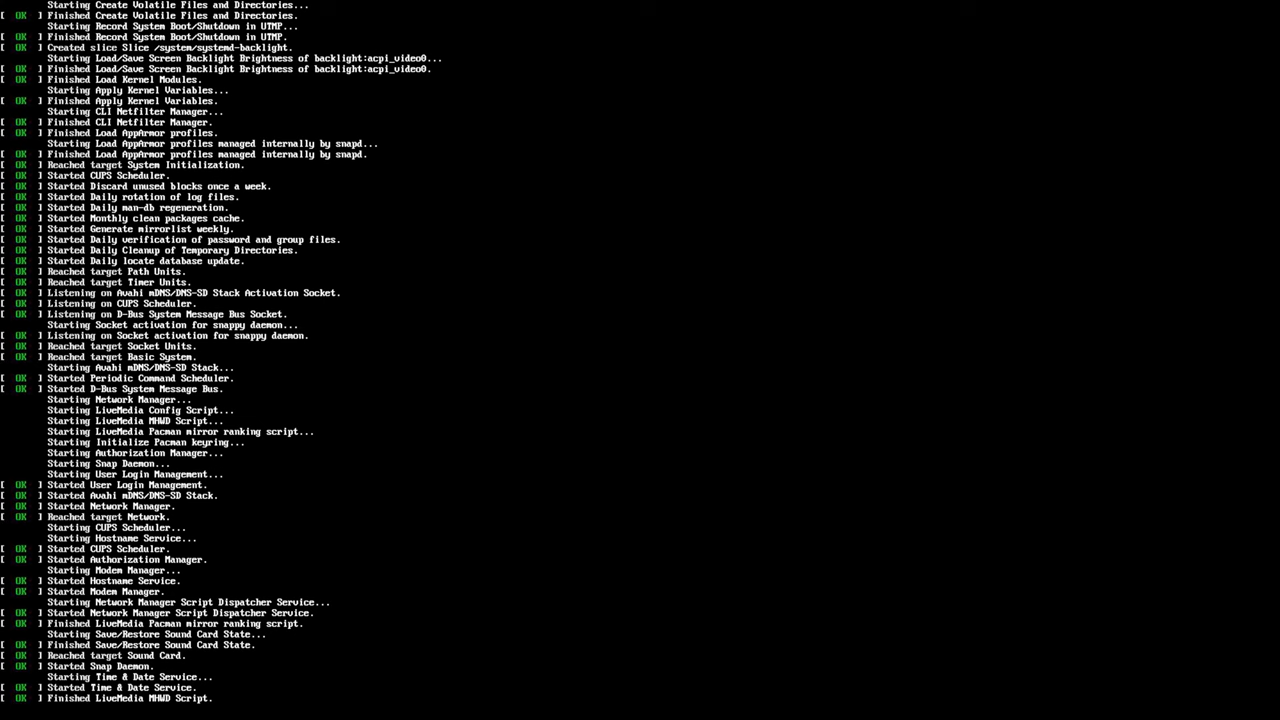 Starting Create Volatile Files and Directories...
[  OK  ] Finished Create Volatile Files and Directories.
         Starting Record System Boot/Shutdown in UTMP...
[  OK  ] Finished Record System Boot/Shutdown in UTMP.
[  OK  ] Created slice Slice /system/systemd-backlight.
         Starting Load/Save Screen Backlight Brightness of backlight:acpi_video0...
[  OK  ] Finished Load/Save Screen Backlight Brightness of backlight:acpi_video0.
[  OK  ] Finished Load Kernel Modules.
         Starting Apply Kernel Variables...
[  OK  ] Finished Apply Kernel Variables.
         Starting CLI Netfilter Manager...
[  OK  ] Finished CLI Netfilter Manager.
[  OK  ] Finished Load AppArmor profiles.
         Starting Load AppArmor profiles managed internally by snapd...
[  OK  ] Finished Load AppArmor profiles managed internally by snapd.
[  OK  ] Reached target System Initialization.
[  OK  ] Started CUPS Scheduler.
[  OK  ] Started Discard unused blocks once a week.
[  OK  ] Started Daily rotation of log files.
[  OK  ] Started Daily man-db regeneration.
[  OK  ] Started Monthly clean packages cache.
[  OK  ] Started Generate mirrorlist weekly.
[  OK  ] Started Daily verification of password and group files.
[  OK  ] Started Daily Cleanup of Temporary Directories.
[  OK  ] Started Daily locate database update.
[  OK  ] Reached target Path Units.
[  OK  ] Reached target Timer Units.
[  OK  ] Listening on Avahi mDNS/DNS-SD Stack Activation Socket.
[  OK  ] Listening on CUPS Scheduler.
[  OK  ] Listening on D-Bus System Message Bus Socket.
         Starting Socket activation for snappy daemon...
[  OK  ] Listening on Socket activation for snappy daemon.
[  OK  ] Reached target Socket Units.
[  OK  ] Reached target Basic System.
         Starting Avahi mDNS/DNS-SD Stack...
[  OK  ] Started Periodic Command Scheduler.
[  OK  ] Started D-Bus System Message Bus.
         Starting Network Manager...
         Starting LiveMedia Config Script...
         Starting LiveMedia MHWD Script...
         Starting LiveMedia Pacman mirror ranking script...
         Starting Initialize Pacman keyring...
         Starting Authorization Manager...
         Starting Snap Daemon...
         Starting User Login Management...
[  OK  ] Started User Login Management.
[  OK  ] Started Avahi mDNS/DNS-SD Stack.
[  OK  ] Started Network Manager.
[  OK  ] Reached target Network.
         Starting CUPS Scheduler...
         Starting Hostname Service...
[  OK  ] Started CUPS Scheduler.
[  OK  ] Started Authorization Manager.
         Starting Modem Manager...
[  OK  ] Started Hostname Service.
[  OK  ] Started Modem Manager.
         Starting Network Manager Script Dispatcher Service...
[  OK  ] Started Network Manager Script Dispatcher Service.
[  OK  ] Finished LiveMedia Pacman mirror ranking script.
         Starting Save/Restore Sound Card State...
[  OK  ] Finished Save/Restore Sound Card State.
[  OK  ] Reached target Sound Card.
[  OK  ] Started Snap Daemon.
         Starting Time & Date Service...
[  OK  ] Started Time & Date Service.
[  OK  ] Finished LiveMedia MHWD Script.